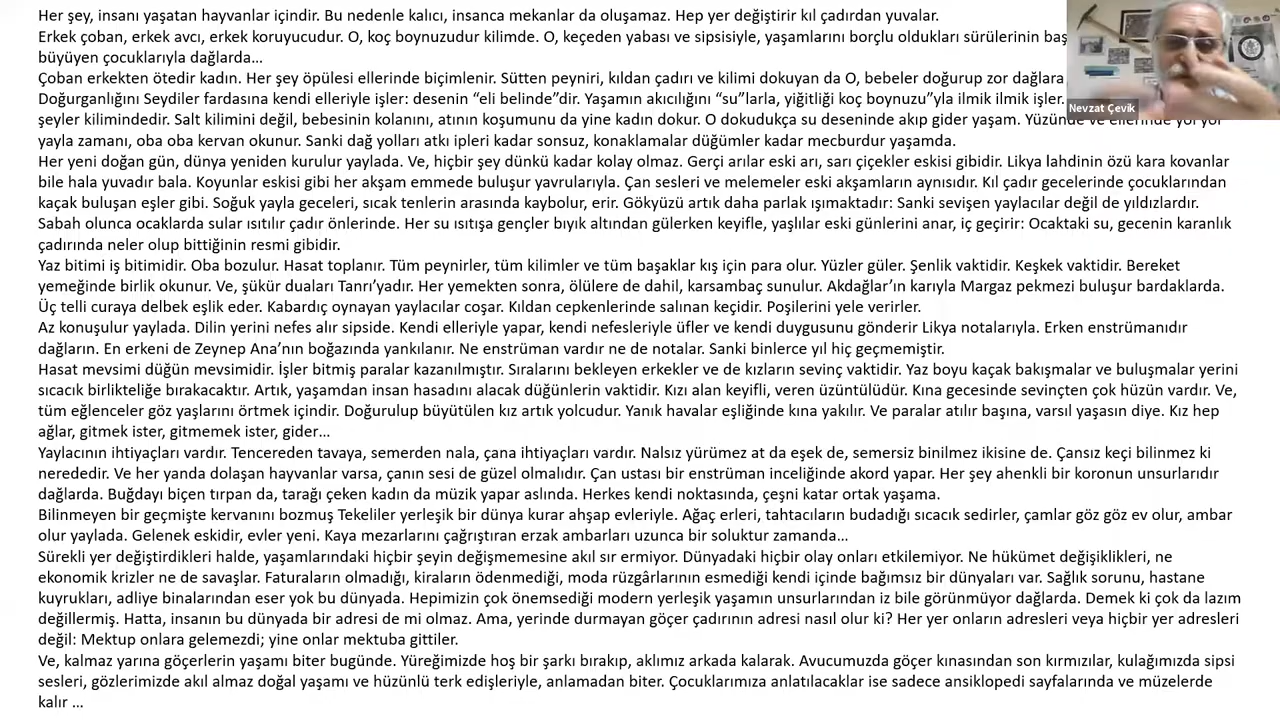 Her şey, insanı yaşatan hayvanlar içindir. Bu nedenle kalıcı, insanca mekanlar da oluşamaz. Hep yer değiştirir kıl çadırdan yuvalar.
Erkek çoban, erkek avcı, erkek koruyucudur. O, koç boynuzudur kilimde. O, keçeden yabası ve sipsisiyle, yaşamlarını borçlu oldukları sürülerinin baş
büyüyen çocuklarıyla dağlarda…
Çoban erkekten ötedir kadın. Her şey öpülesi ellerinde biçimlenir. Sütten peyniri, kıldan çadırı ve kilimi dokuyan da O, bebeler doğurup zor dağlara
Doğurganlığını Seydiler fardasına kendi elleriyle işler: desenin “eli belinde”dir. Yaşamın akıcılığını “su”larla, yiğitliği koç boynuzu”yla ilmik ilmik işler.
şeyler kilimindedir. Salt kilimini değil, bebesinin kolanını, atının koşumunu da yine kadın dokur. O dokudukça su deseninde akıp gider yaşam. Yüzünde ve ellerinde yol yol
yayla zamanı, oba oba kervan okunur. Sanki dağ yolları atkı ipleri kadar sonsuz, konaklamalar düğümler kadar mecburdur yaşamda.
Her yeni doğan gün, dünya yeniden kurulur yaylada. Ve, hiçbir şey dünkü kadar kolay olmaz. Gerçi arılar eski arı, sarı çiçekler eskisi gibidir. Likya lahdinin özü kara kovanlar
bile hala yuvadır bala. Koyunlar eskisi gibi her akşam emmede buluşur yavrularıyla. Çan sesleri ve melemeler eski akşamların aynısıdır. Kıl çadır gecelerinde çocuklarından
kaçak buluşan eşler gibi. Soğuk yayla geceleri, sıcak tenlerin arasında kaybolur, erir. Gökyüzü artık daha parlak ışımaktadır: Sanki sevişen yaylacılar değil de yıldızlardır.
Sabah olunca ocaklarda sular ısıtılır çadır önlerinde. Her su ısıtışa gençler bıyık altından gülerken keyifle, yaşlılar eski günlerini anar, iç geçirir: Ocaktaki su, gecenin karanlık
çadırında neler olup bittiğinin resmi gibidir.
Yaz bitimi iş bitimidir. Oba bozulur. Hasat toplanır. Tüm peynirler, tüm kilimler ve tüm başaklar kış için para olur. Yüzler güler. Şenlik vaktidir. Keşkek vaktidir. Bereket
yemeğinde birlik okunur. Ve, şükür duaları Tanrı’yadır. Her yemekten sonra, ölülere de dahil, karsambaç sunulur. Akdağlar’ın karıyla Margaz pekmezi buluşur bardaklarda.
Üç telli curaya delbek eşlik eder. Kabardıç oynayan yaylacılar coşar. Kıldan cepkenlerinde salınan keçidir. Poşilerini yele verirler.
Az konuşulur yaylada. Dilin yerini nefes alır sipside. Kendi elleriyle yapar, kendi nefesleriyle üfler ve kendi duygusunu gönderir Likya notalarıyla. Erken enstrümanıdır
dağların. En erkeni de Zeynep Ana’nın boğazında yankılanır. Ne enstrüman vardır ne de notalar. Sanki binlerce yıl hiç geçmemiştir.
Hasat mevsimi düğün mevsimidir. İşler bitmiş paralar kazanılmıştır. Sıralarını bekleyen erkekler ve de kızların sevinç vaktidir. Yaz boyu kaçak bakışmalar ve buluşmalar yerini
sıcacık birlikteliğe bırakacaktır. Artık, yaşamdan insan hasadını alacak düğünlerin vaktidir. Kızı alan keyifli, veren üzüntülüdür. Kına gecesinde sevinçten çok hüzün vardır. Ve,
tüm eğlenceler göz yaşlarını örtmek içindir. Doğurulup büyütülen kız artık yolcudur. Yanık havalar eşliğinde kına yakılır. Ve paralar atılır başına, varsıl yaşasın diye. Kız hep
ağlar, gitmek ister, gitmemek ister, gider…
Yaylacının ihtiyaçları vardır. Tencereden tavaya, semerden nala, çana ihtiyaçları vardır. Nalsız yürümez at da eşek de, semersiz binilmez ikisine de. Çansız keçi bilinmez ki
nerededir. Ve her yanda dolaşan hayvanlar varsa, çanın sesi de güzel olmalıdır. Çan ustası bir enstrüman inceliğinde akord yapar. Her şey ahenkli bir koronun unsurlarıdır
dağlarda. Buğdayı biçen tırpan da, tarağı çeken kadın da müzik yapar aslında. Herkes kendi noktasında, çeşni katar ortak yaşama.
Bilinmeyen bir geçmişte kervanını bozmuş Tekeliler yerleşik bir dünya kurar ahşap evleriyle. Ağaç erleri, tahtacıların budadığı sıcacık sedirler, çamlar göz göz ev olur, ambar
olur yaylada. Gelenek eskidir, evler yeni. Kaya mezarlarını çağrıştıran erzak ambarları uzunca bir soluktur zamanda…
Sürekli yer değiştirdikleri halde, yaşamlarındaki hiçbir şeyin değişmemesine akıl sır ermiyor. Dünyadaki hiçbir olay onları etkilemiyor. Ne hükümet değişiklikleri, ne
ekonomik krizler ne de savaşlar. Faturaların olmadığı, kiraların ödenmediği, moda rüzgârlarının esmediği kendi içinde bağımsız bir dünyaları var. Sağlık sorunu, hastane
kuyrukları, adliye binalarından eser yok bu dünyada. Hepimizin çok önemsediği modern yerleşik yaşamın unsurlarından iz bile görünmüyor dağlarda. Demek ki çok da lazım
değillermiş. Hatta, insanın bu dünyada bir adresi de mi olmaz. Ama, yerinde durmayan göçer çadırının adresi nasıl olur ki? Her yer onların adresleri veya hiçbir yer adresleri
değil: Mektup onlara gelemezdi; yine onlar mektuba gittiler.
Ve, kalmaz yarına göçerlerin yaşamı biter bugünde. Yüreğimizde hoş bir şarkı bırakıp, aklımız arkada kalarak. Avucumuzda göçer kınasından son kırmızılar, kulağımızda sipsi
sesleri, gözlerimizde akıl almaz doğal yaşamı ve hüzünlü terk edişleriyle, anlamadan biter. Çocuklarımıza anlatılacaklar ise sadece ansiklopedi sayfalarında ve müzelerde
kalır …
Nevzat Çevik